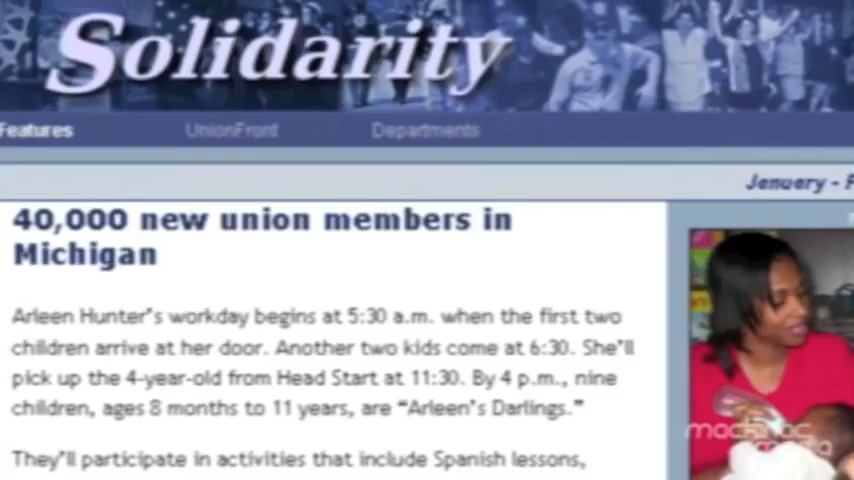 Solidarity
Features UnionFront Departments
January -
40,000 new union members in
Michigan
Arleen Hunter's workday begins at 5:30 a.m. when the first two
children arrive at her door. Another two kids come at 6:30. She'll
pick up the 4-year-old from Head Start at 11:30. By 4 p.m., nine
children, ages 8 months to 11 years, are “Arleen's Darlings.”
They'll participate in activities that include Spanish lessons,
mackinac